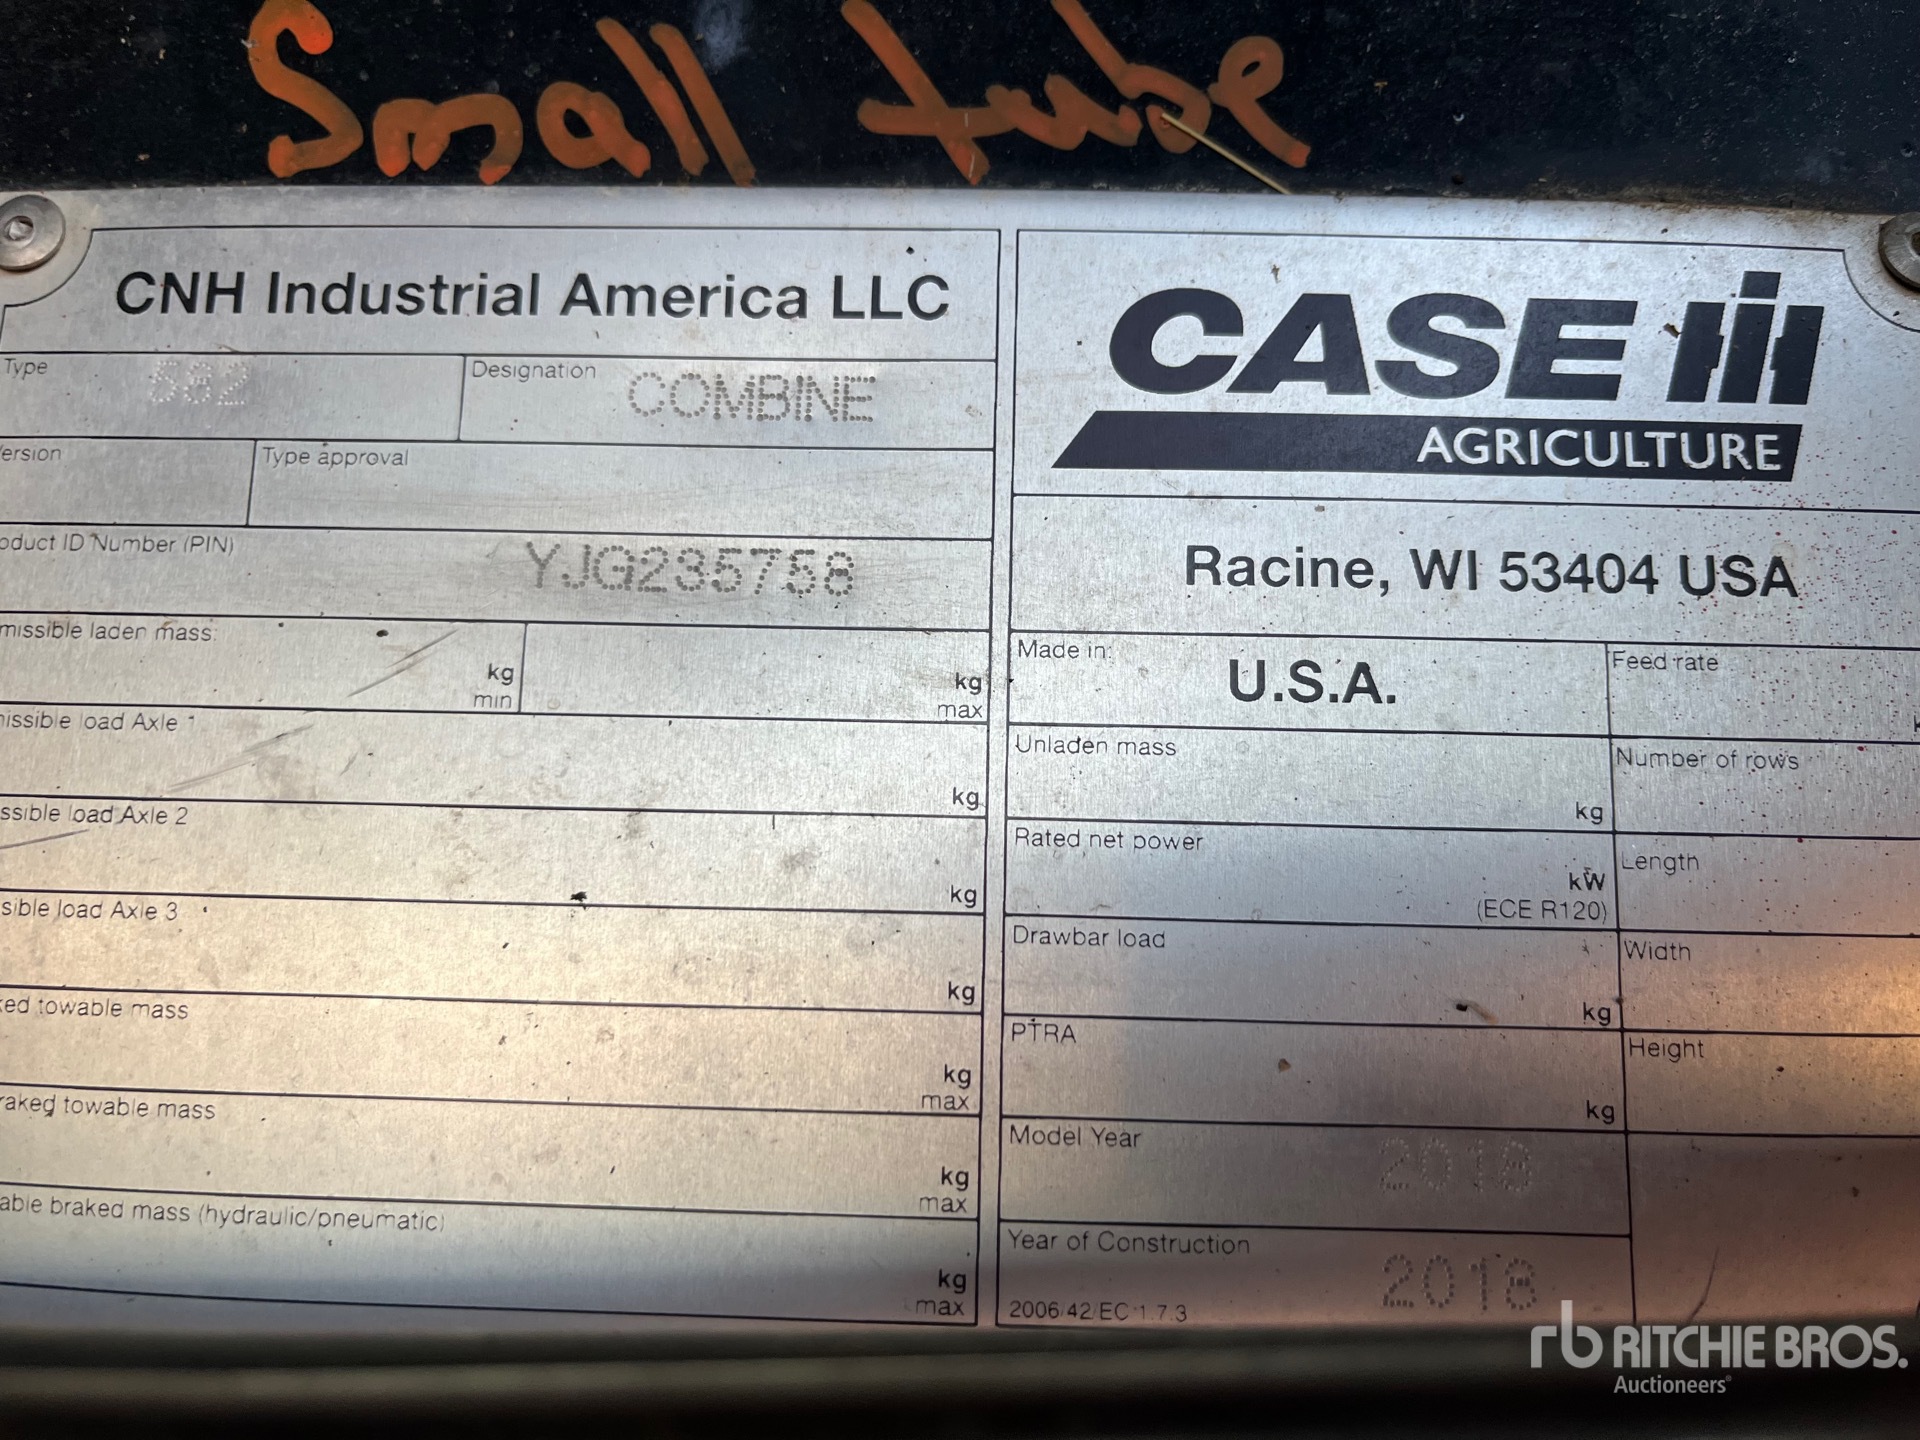 Small tube
CNH Industrial America LLC
Type 582
Designation COMBINE
ersion
Type approval
oduct ID Number (PIN) YJG235758
missible laden mass:
kg
min
kg
max
nissible load Axle 1
kg
ssible load Axle 2
kg
sible load Axle 3
kg
ked towable mass
kg
max
raked towable mass
kg
max
able braked mass (hydraulic/pneumatic)
kg
max
CASE IH
AGRICULTURE
Racine, WI 53404 USA
Made in: U.S.A.
Feed rate
Unladen mass
kg
Number of rows
Rated net power
kW
(ECE R120)
Length
Drawbar load
kg
Width
PTRA
kg
Height
Model Year 2018
Year of Construction 2018
2006/42/EC 1.7.3
rb RITCHIE BROS.
Auctioneers